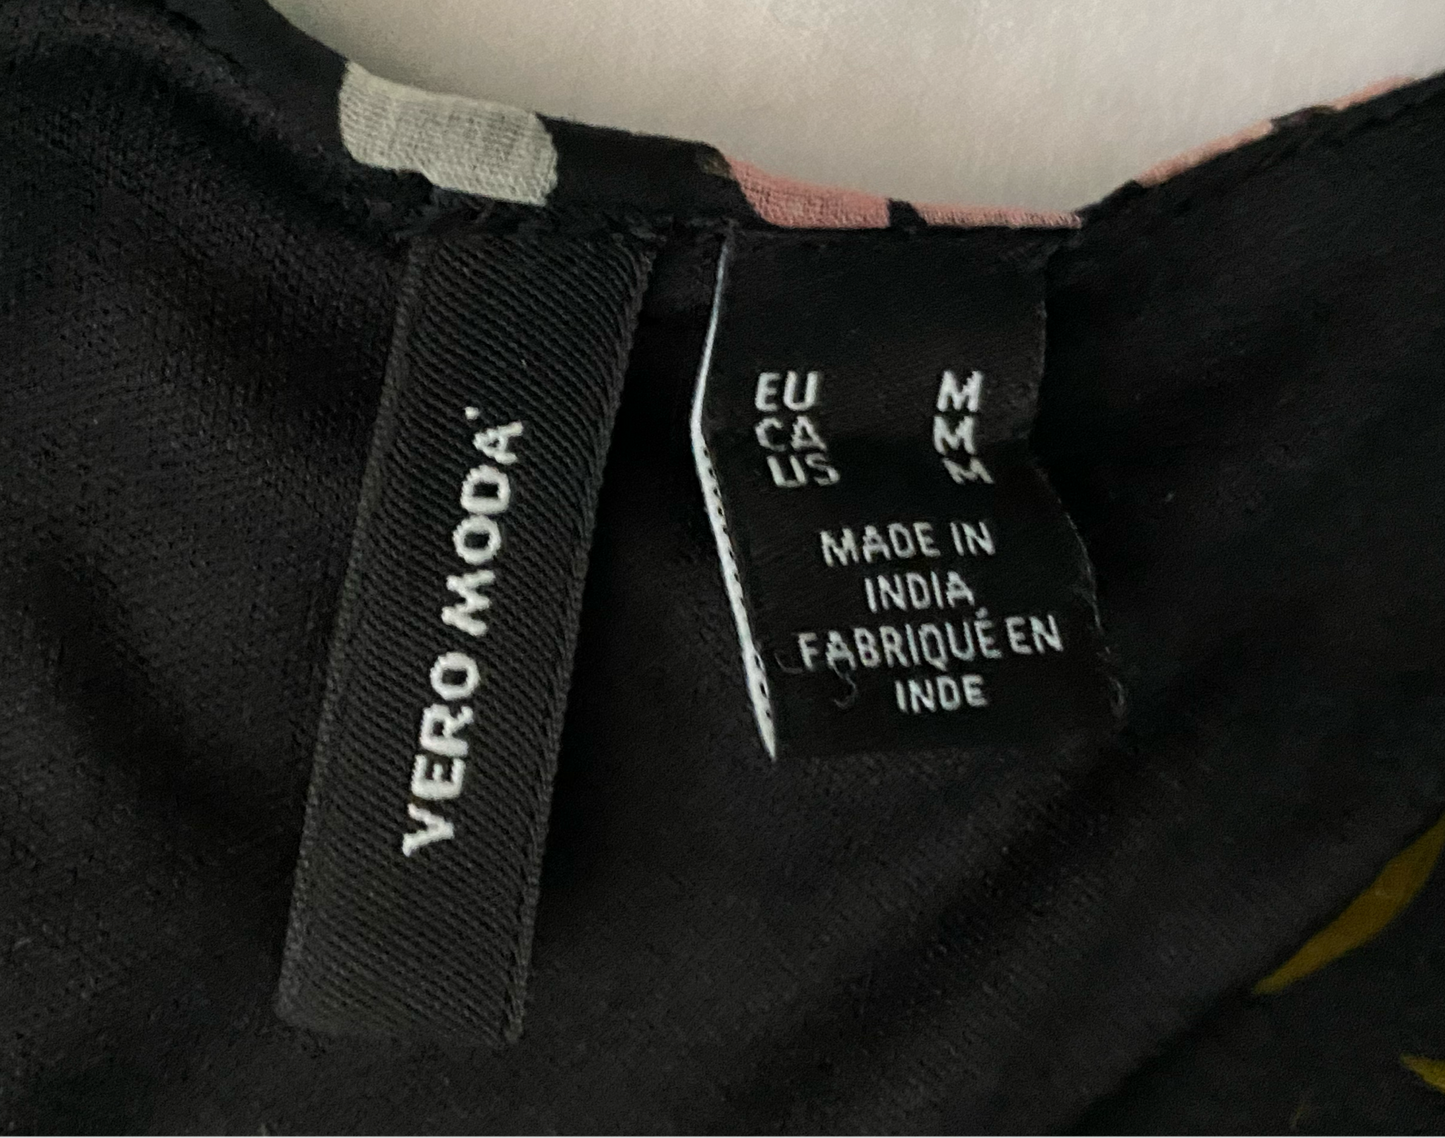 VERO MODA
EU M
CA M
US M
MADE IN
INDIA
FABRIQUÉ EN
INDE